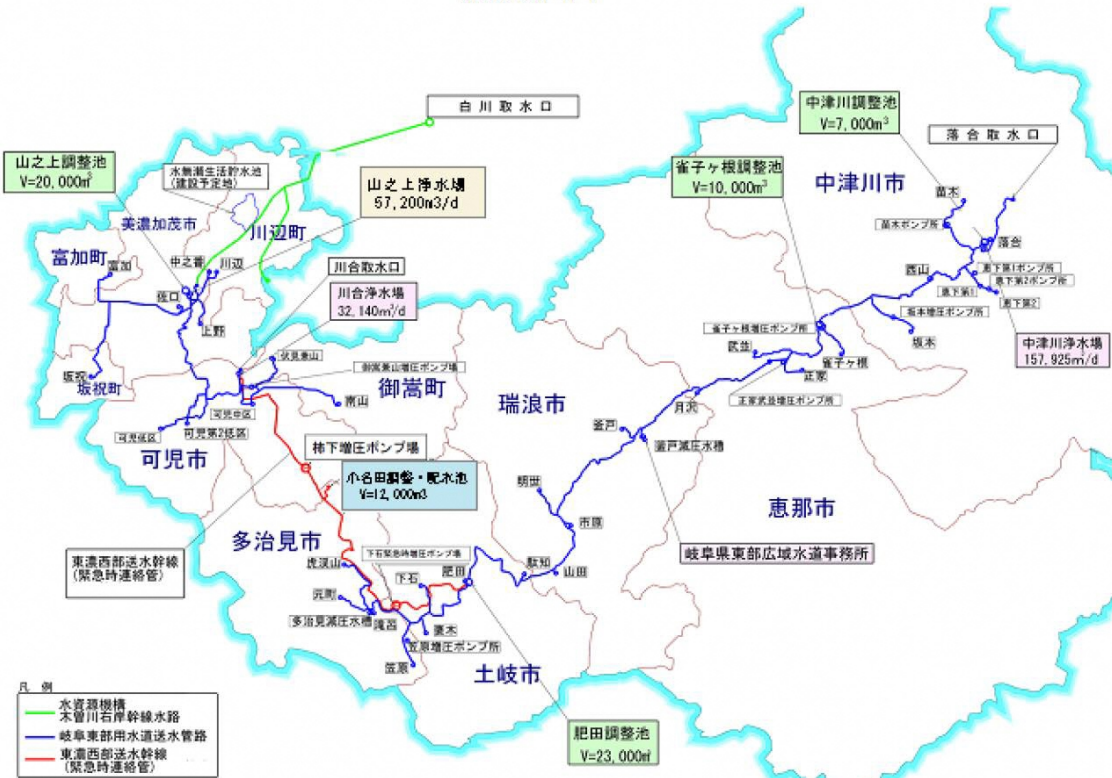 白川取水口
中津川調整池
V=7,000m³
落合取水口
山之上調整池
V=20,000m³
水無瀬生活貯水池
(建設予定地)
山之上浄水場
57,200m3/d
雀子ヶ根調整池
V=10,000m³
中津川市
苗木
苗木ポンプ所
落合
美濃加茂市
川辺町
富加町
富加
中之番
川辺
川合取水口
西山
恵下第1ポンプ所
恵下第2ポンプ所
恵下第1
恵下第2
佐口
川合浄水場
32,140m³/d
上野
坂本増圧ポンプ所
雀子ヶ根増圧ポンプ所
坂本
中津川浄水場
157,925m³/d
伏見兼山
武並
雀子ヶ根
御嵩兼山増圧ポンプ場
正家
坂祝
坂祝町
御嵩町
南山
瑞浪市
月沢
正家武並増圧ポンプ所
可児中区
可児低区
可児第2低区
釜戸
釜戸減圧水槽
可児市
柿下増圧ポンプ場
小名田調整・配水池
V=12,000m3
明世
恵那市
市原
多治見市
東濃西部送水幹線
(緊急時連絡管)
下石緊急時増圧ポンプ場
岐阜県東部広域水道事務所
虎渓山
下石
肥田
駄知
山田
元町
多治見減圧水槽
滝呂
妻木
笠原増圧ポンプ所
笠原
土岐市
凡例
水資源機構
木曽川右岸幹線水路
岐阜東部用水道送水管路
東濃西部送水幹線
(緊急時連絡管)
肥田調整池
V=23,000㎥